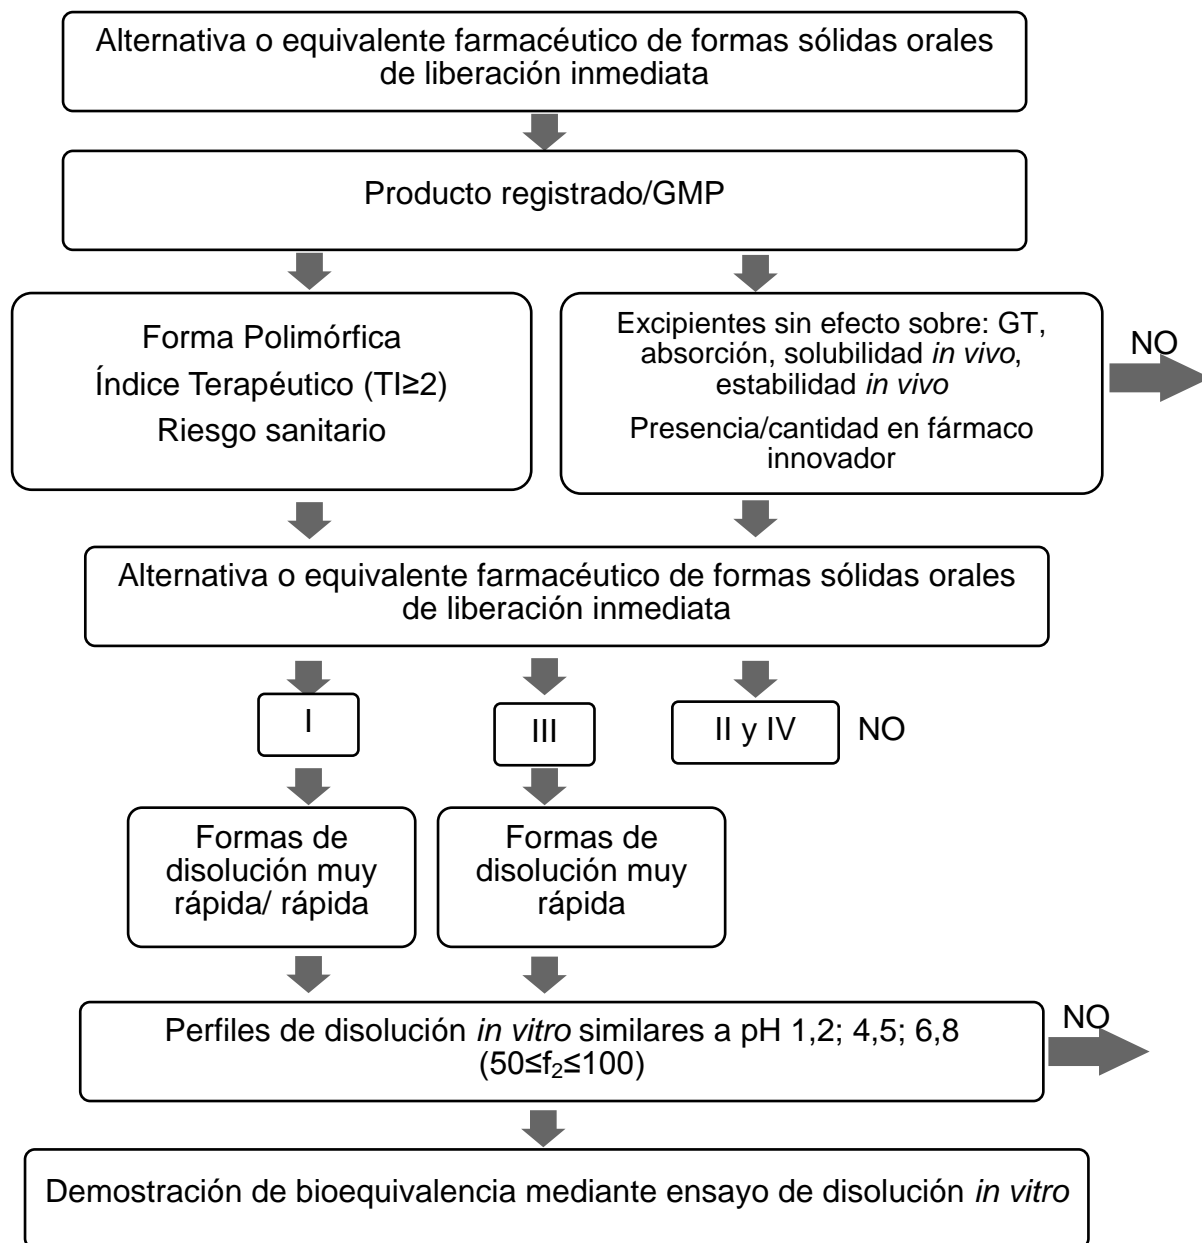 Alternativa o equivalente farmacéutico de formas sólidas orales
de liberación inmediata
Producto registrado/GMP
Forma Polimórfica
Índice Terapéutico (TI≥2)
Riesgo sanitario
Excipientes sin efecto sobre: GT,
absorción, solubilidad in vivo,
estabilidad in vivo
Presencia/cantidad en fármaco
innovador
NO
Alternativa o equivalente farmacéutico de formas sólidas orales
de liberación inmediata
I
III
II y IV
NO
Formas de
disolución muy
rápida/ rápida
Formas de
disolución muy
rápida
Perfiles de disolución in vitro similares a pH 1,2; 4,5; 6,8
(50≤f₂≤100)
NO
Demostración de bioequivalencia mediante ensayo de disolución in vitro